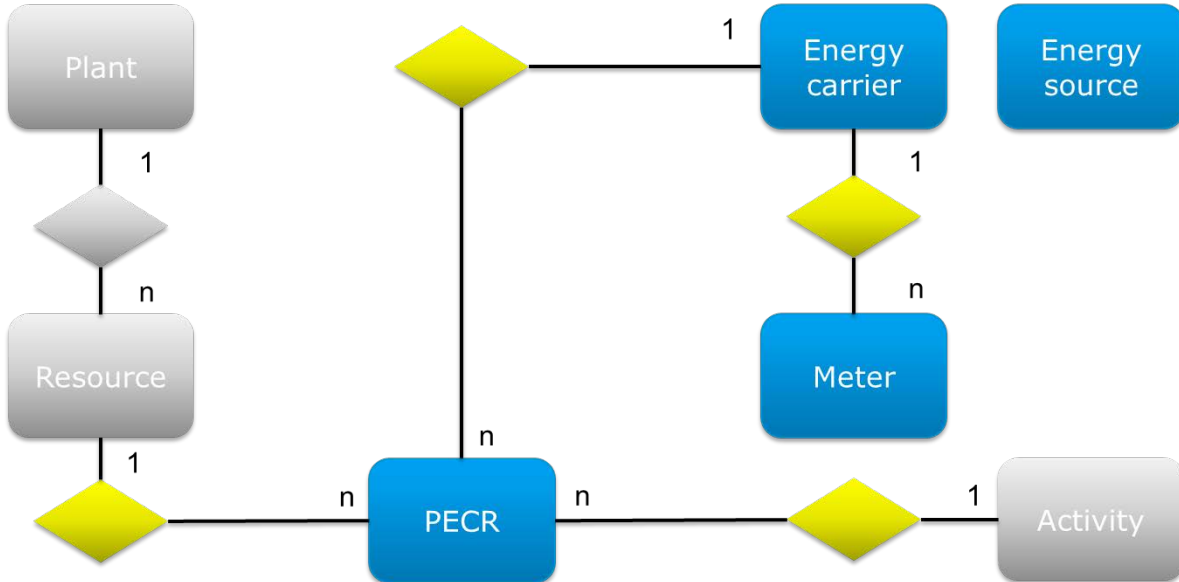 Plant
1
Energy
carrier
Energy
source
1
1
n
n
Resource
Meter
1
n
n
PECR
n
1
Activity